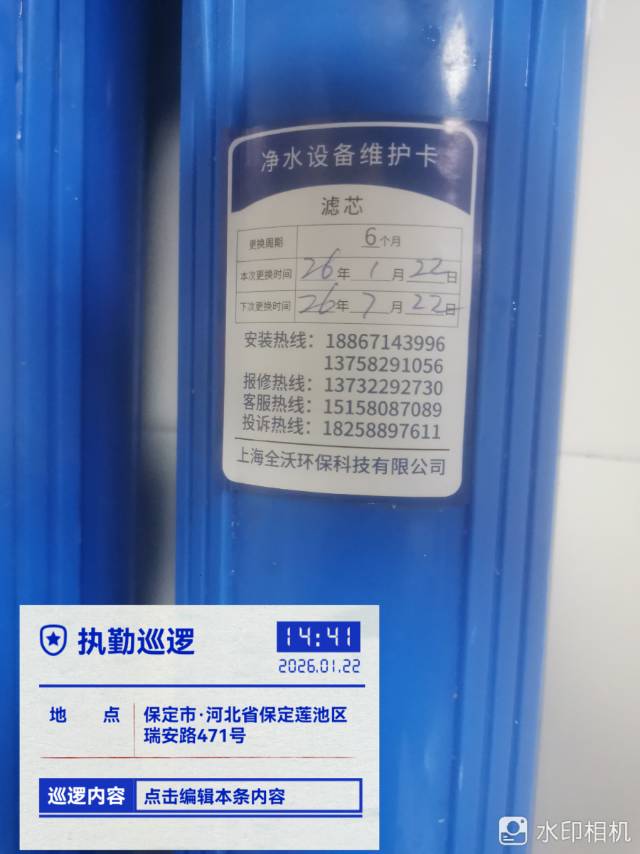 净水设备维护卡
滤芯
更换周期 6个月
本次更换时间 26年1月22日
下次更换时间 26年7月22日
安装热线：18867143996
13758291056
报修热线：13732292730
客服热线：15158087089
投诉热线：18258897611
上海全沃环保科技有限公司
执勤巡逻
14:41
2026.01.22
地 点 保定市·河北省保定莲池区
瑞安路471号
巡逻内容 点击编辑本条内容
水印相机